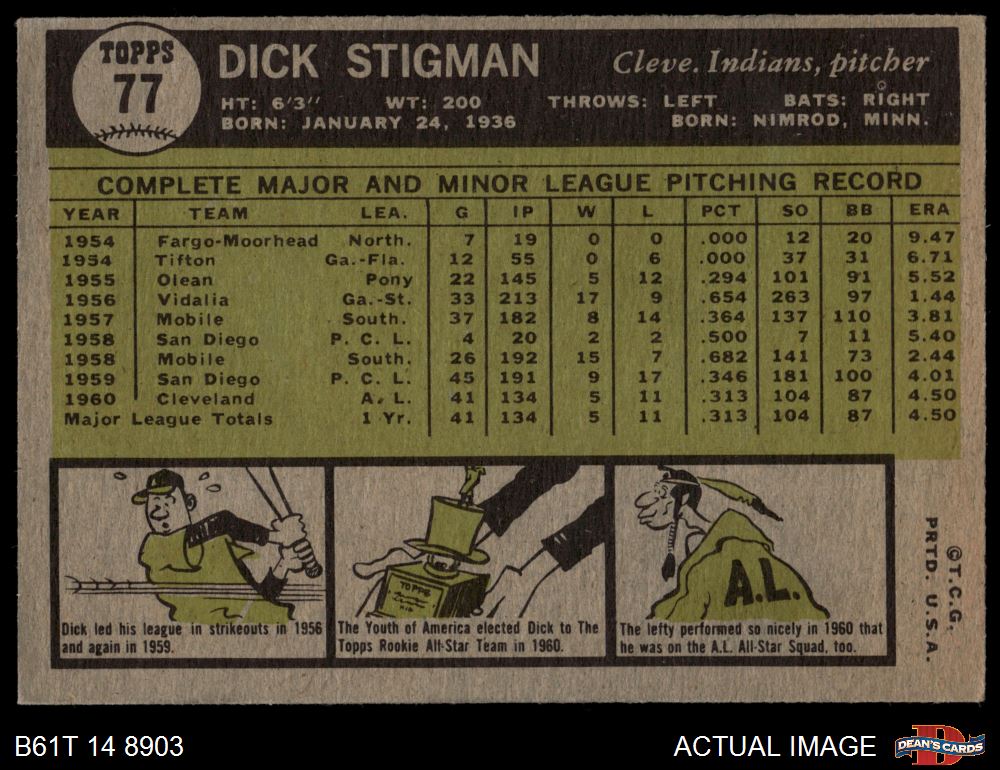 TOPPS
77
DICK STIGMAN
Cleve. Indians, pitcher
HT: 6'3" WT: 200 THROWS: LEFT BATS: RIGHT
BORN: JANUARY 24, 1936 BORN: NIMROD, MINN.
COMPLETE MAJOR AND MINOR LEAGUE PITCHING RECORD
YEAR TEAM LEA. G IP W L PCT SO BB ERA
1954 Fargo-Moorhead North. 7 19 0 0 .000 12 20 9.47
1954 Tifton Ga.-Fla. 12 55 0 6 .000 37 31 6.71
1955 Olean Pony 22 145 5 12 .294 101 91 5.52
1956 Vidalia Ga.-St. 33 213 17 9 .654 263 97 1.44
1957 Mobile South. 37 182 8 14 .364 137 110 3.81
1958 San Diego P. C. L. 4 20 2 2 .500 7 11 5.40
1958 Mobile South. 26 192 15 7 .682 141 73 2.44
1959 San Diego P. C. L. 45 191 9 17 .346 181 100 4.01
1960 Cleveland A. L. 41 134 5 11 .313 104 87 4.50
Major League Totals 1 Yr. 41 134 5 11 .313 104 87 4.50
Dick led his league in strikeouts in 1956
and again in 1959.
TOPPS
The Youth of America elected Dick to The
Topps Rookie All-Star Team in 1960.
A.L.
The lefty performed so nicely in 1960 that
he was on the A.L. All-Star Squad, too.
©T.C.G.
PRTD. U.S.A.
B61T 14 8903
ACTUAL IMAGE
D
DEAN'S CARDS